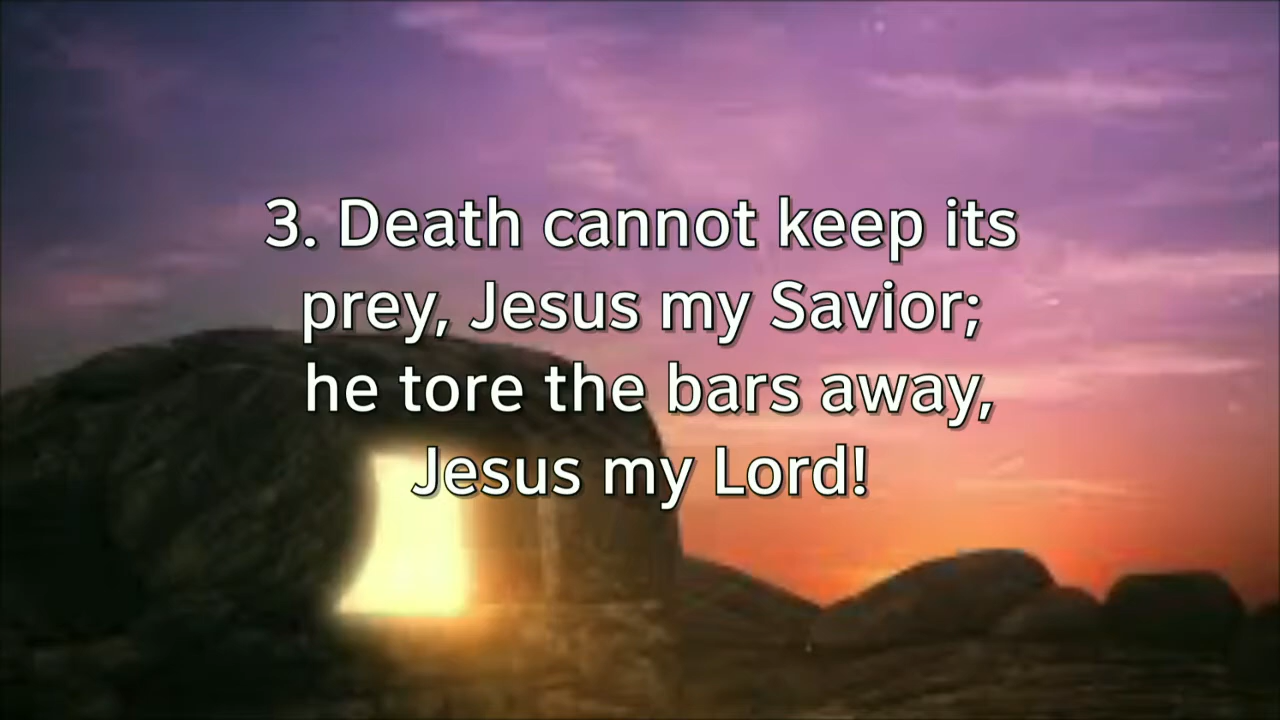 3. Death cannot keep its
prey, Jesus my Savior;
he tore the bars away,
Jesus my Lord!